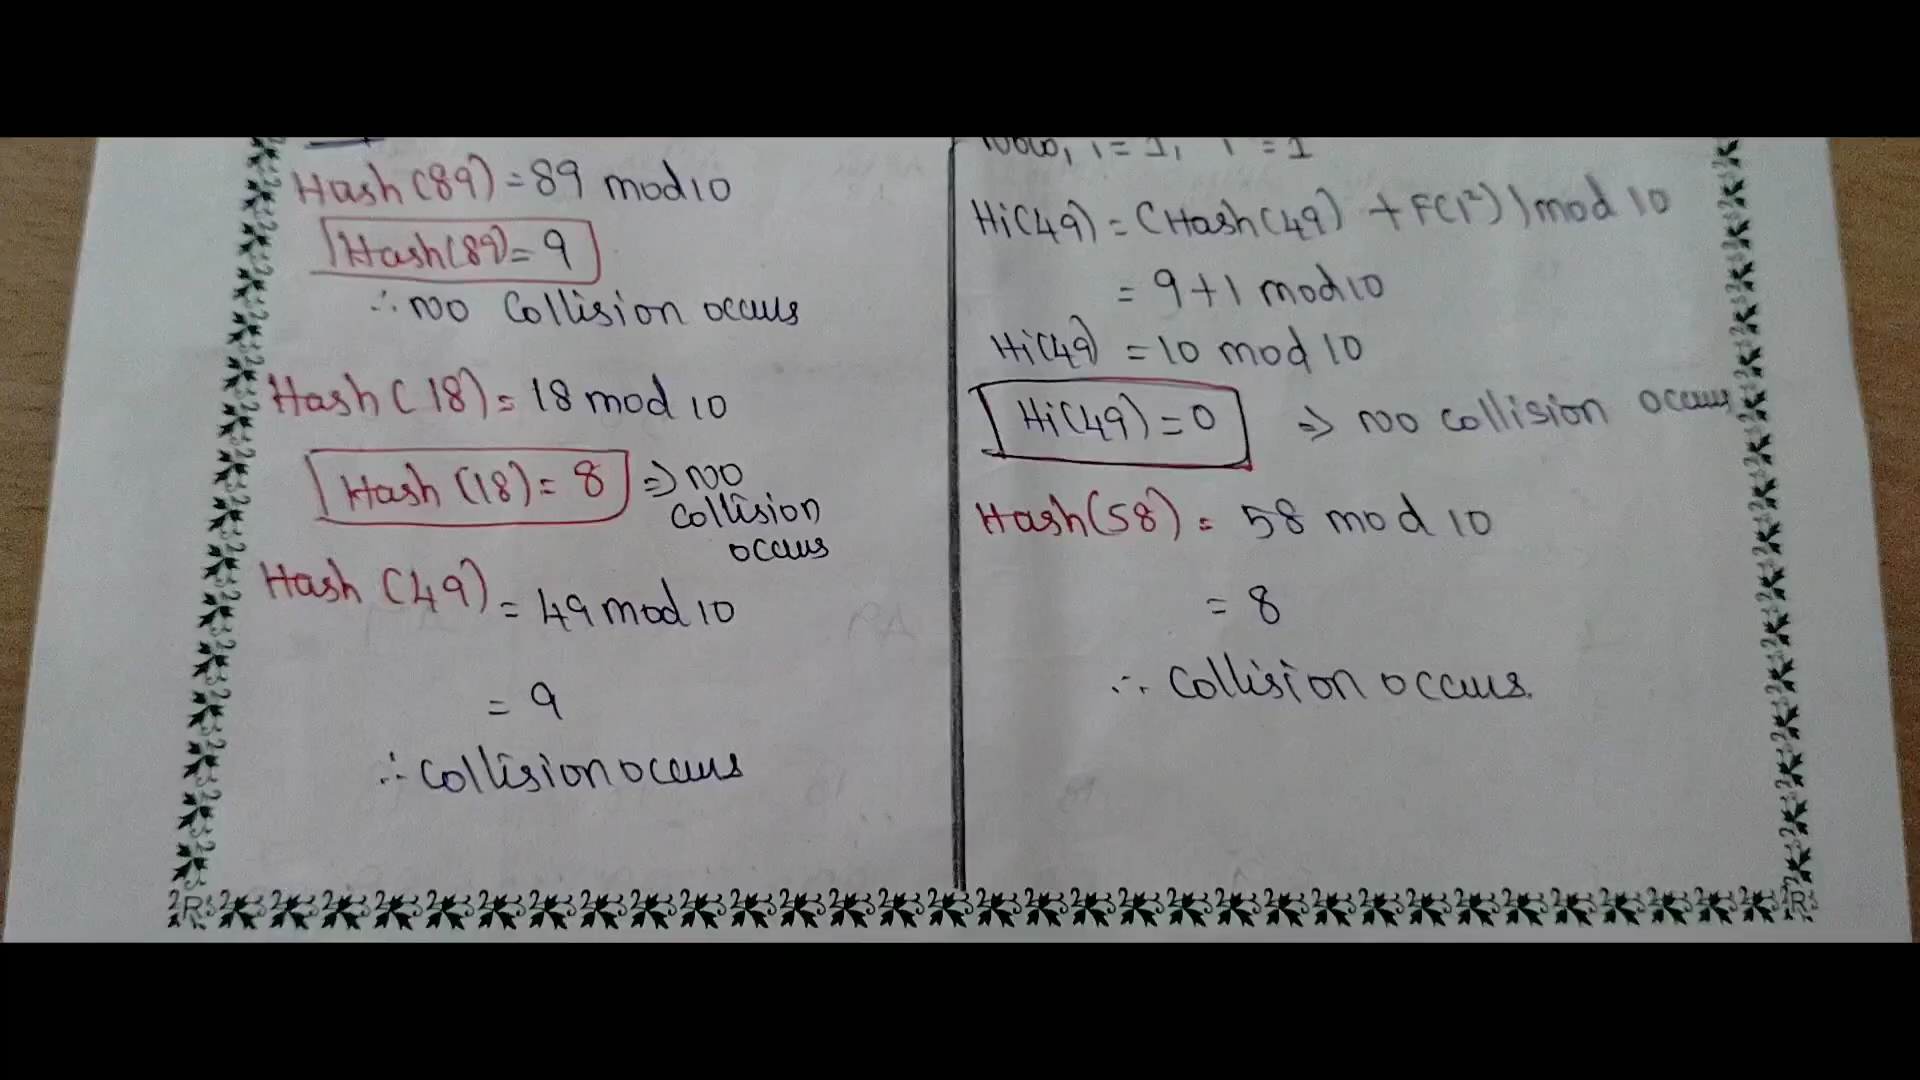 Hash(89) = 89 mod 10
Hash(89) = 9
∴ no collision occurs
Hash(18) = 18 mod 10
Hash(18) = 8 => no
collision
occurs
Hash(49) = 49 mod 10
= 9
∴ collision occurs
i = 1, = 1
Hi(49) = (Hash(49) + F(1²)) mod 10
= 9+1 mod 10
Hi(49) = 10 mod 10
Hi(49) = 0 => no collision occurs
Hash(58) = 58 mod 10
= 8
∴ collision occurs.